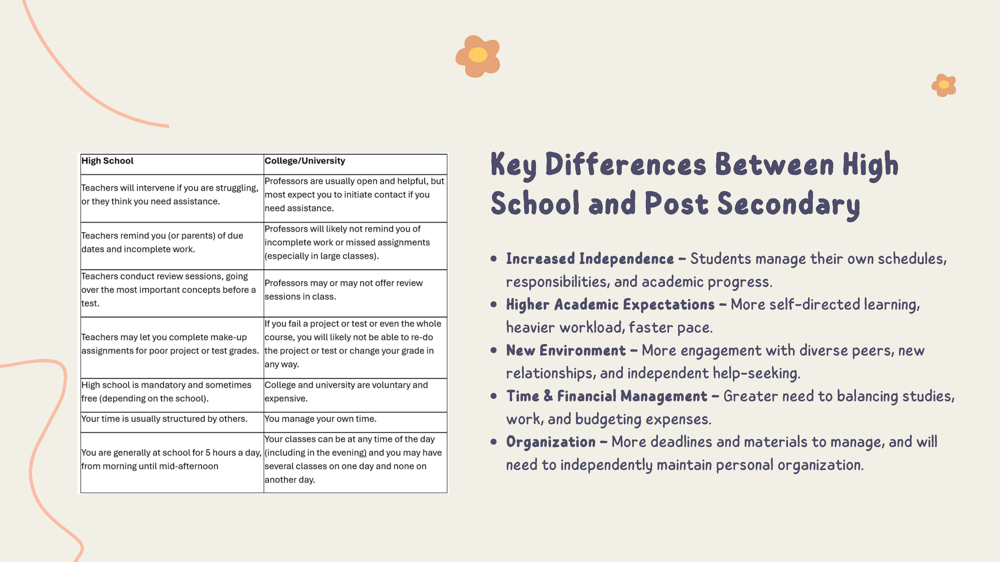 High School
College/University
Teachers will intervene if you are struggling,
or they think you need assistance.
Professors are usually open and helpful, but
most expect you to initiate contact if you
need assistance.
Teachers remind you (or parents) of due
dates and incomplete work.
Professors will likely not remind you of
incomplete work or missed assignments
(especially in large classes).
Teachers conduct review sessions, going
over the most important concepts before a
test.
Professors may or may not offer review
sessions in class.
Teachers may let you complete make-up
assignments for poor project or test grades.
If you fail a project or test or even the whole
course, you will likely not be able to re-do
the project or test or change your grade in
any way.
High school is mandatory and sometimes
free (depending on the school).
College and university are voluntary and
expensive.
Your time is usually structured by others.
You manage your own time.
You are generally at school for 5 hours a day,
from morning until mid-afternoon
Your classes can be at any time of the day
(including in the evening) and you may have
several classes on one day and none on
another day.
Key Differences Between High
School and Post Secondary
• Increased Independence – Students manage their own schedules,
responsibilities, and academic progress.
• Higher Academic Expectations – More self-directed learning,
heavier workload, faster pace.
• New Environment – More engagement with diverse peers, new
relationships, and independent help-seeking.
• Time & Financial Management – Greater need to balancing studies,
work, and budgeting expenses.
• Organization – More deadlines and materials to manage, and will
need to independently maintain personal organization.